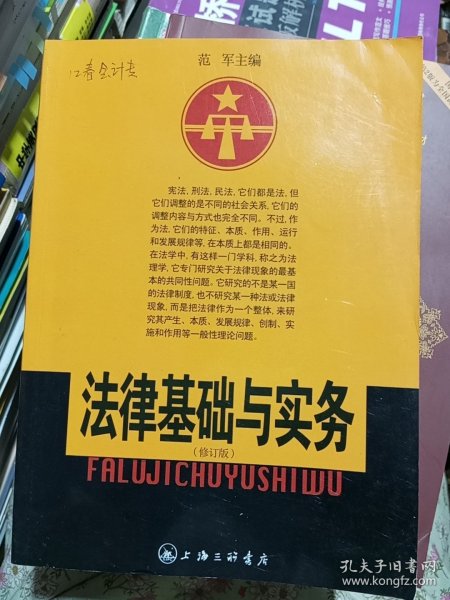 范 军主编
12春会计专
宪法,刑法,民法,它们都是法,但
它们调整的是不同的社会关系,它们的
调整内容与方式也完全不同。不过,作
为法,它们的特征、本质、作用、运行
和发展规律等,在本质上都是相同的。
在法学中,有这样一门学科,称之为法
理学,它专门研究关于法律现象的最基
本的共同性问题。它研究的不是某一国
的法律制度,也不研究某一种法或法律
现象,而是把法律作为一个整体,来研
究其产生、本质、发展规律、创制、实
施和作用等一般性理论问题。
法律基础与实务
(修订版)
FALUJICHUYUSHIWU
上海三联书店
孔夫子旧书网
www.kongfz.com